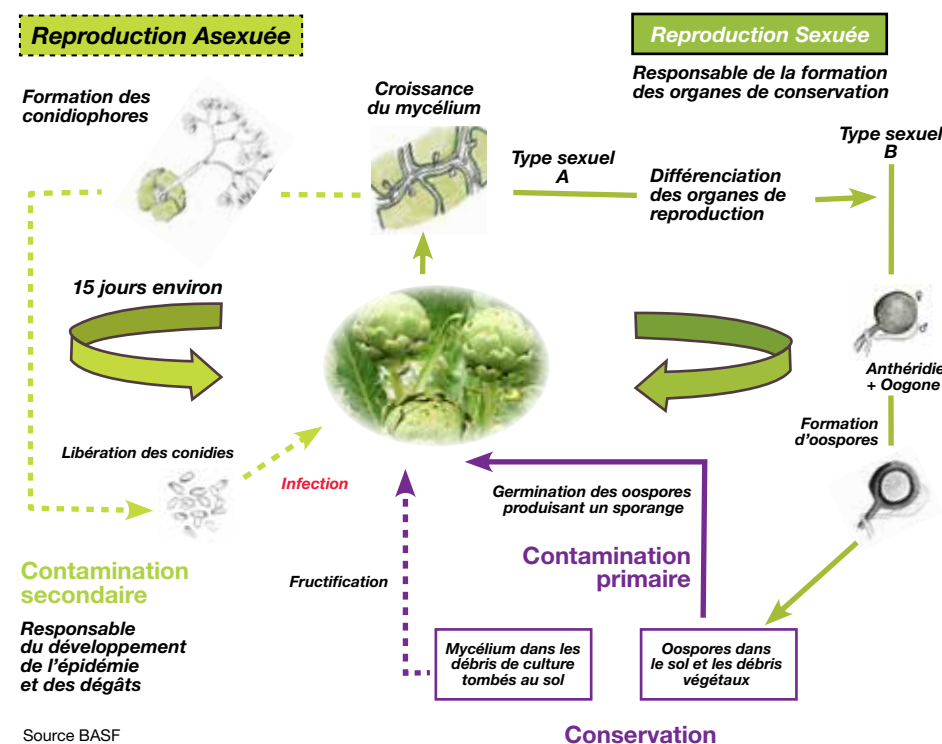 Reproduction Asexuée
Reproduction Sexuée
Responsable de la formation
des organes de conservation
Formation des
conidiophores
Croissance
du mycélium
Type sexuel
A
Différenciation
des organes de
reproduction
Type sexuel
B
15 jours environ
Anthéridie
+ Oogone
Formation
d'oospores
Libération des conidies
Infection
Germination des oospores
produisant un sporange
Contamination
primaire
Fructification
Contamination
secondaire
Responsable
du développement
de l'épidémie
et des dégâts
Mycélium dans les
débris de culture
tombés au sol
Oospores dans
le sol et les débris
végétaux
Conservation
Source BASF